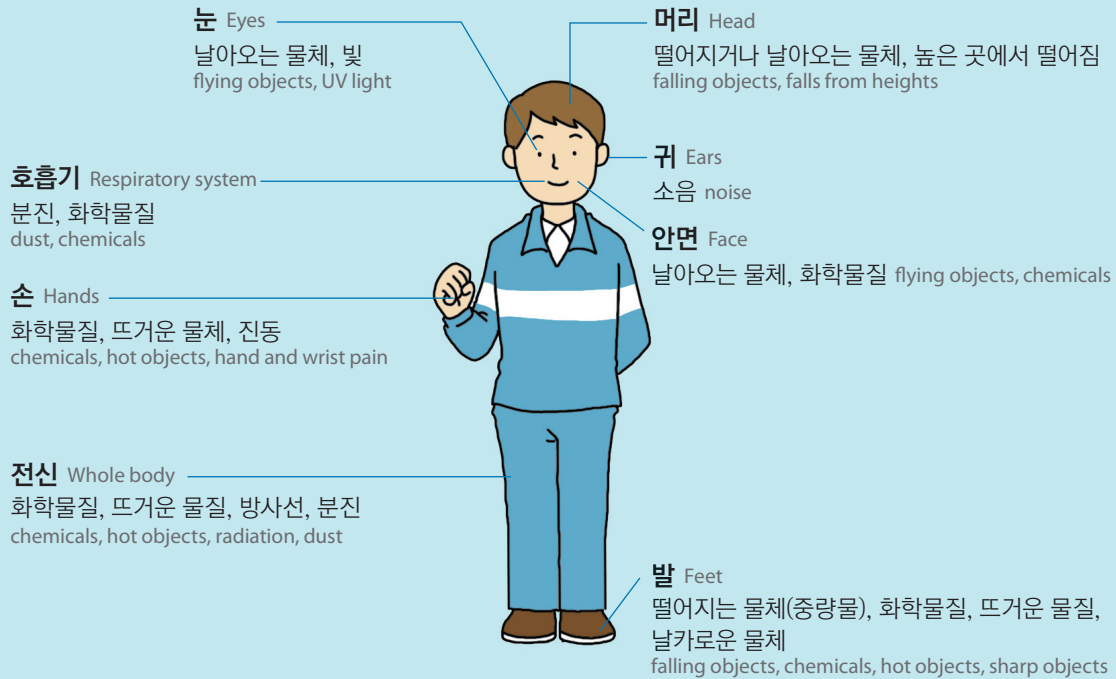 눈 Eyes
날아오는 물체, 빛
flying objects, UV light
머리 Head
떨어지거나 날아오는 물체, 높은 곳에서 떨어짐
falling objects, falls from heights
귀 Ears
소음 noise
호흡기 Respiratory system
분진, 화학물질
dust, chemicals
안면 Face
날아오는 물체, 화학물질 flying objects, chemicals
손 Hands
화학물질, 뜨거운 물체, 진동
chemicals, hot objects, hand and wrist pain
전신 Whole body
화학물질, 뜨거운 물질, 방사선, 분진
chemicals, hot objects, radiation, dust
발 Feet
떨어지는 물체(중량물), 화학물질, 뜨거운 물질,
날카로운 물체
falling objects, chemicals, hot objects, sharp objects